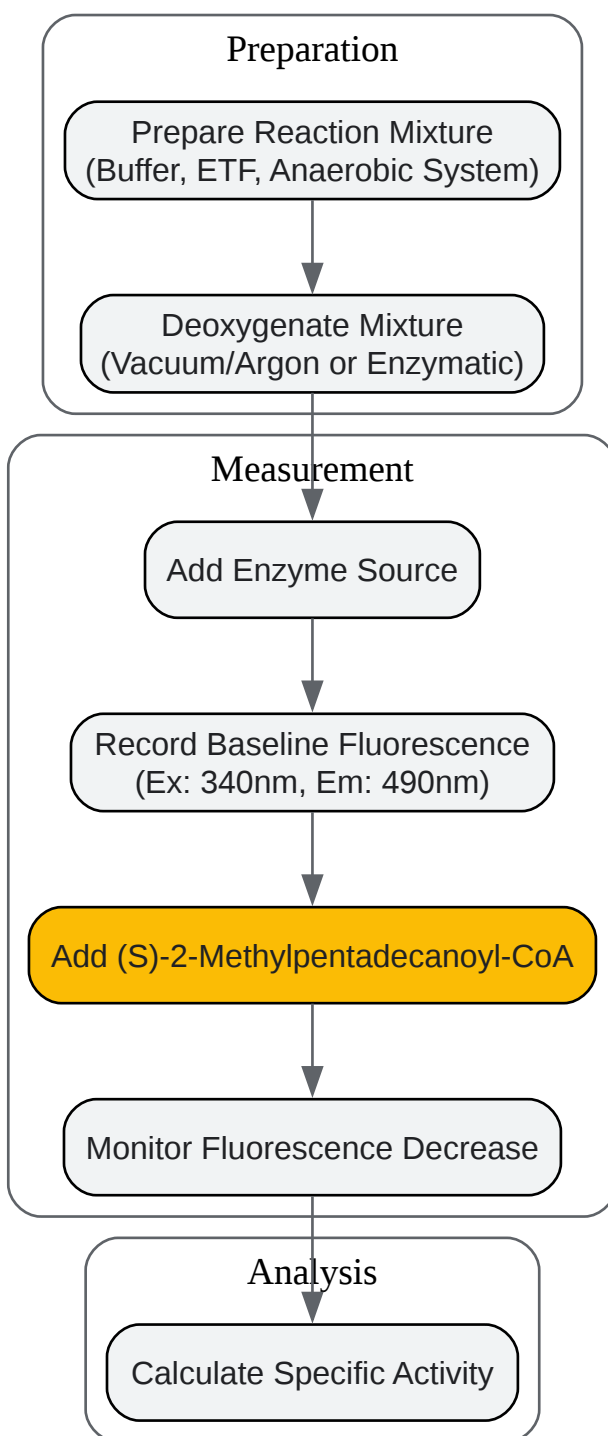 Preparation
Prepare Reaction Mixture
(Buffer, ETF, Anaerobic System)
Deoxygenate Mixture
(Vacuum/Argon or Enzymatic)
Measurement
Add Enzyme Source
Record Baseline Fluorescence
(Ex: 340nm, Em: 490nm)
Add (S)-2-Methylpentadecanoyl-CoA
Monitor Fluorescence Decrease
Analysis
Calculate Specific Activity